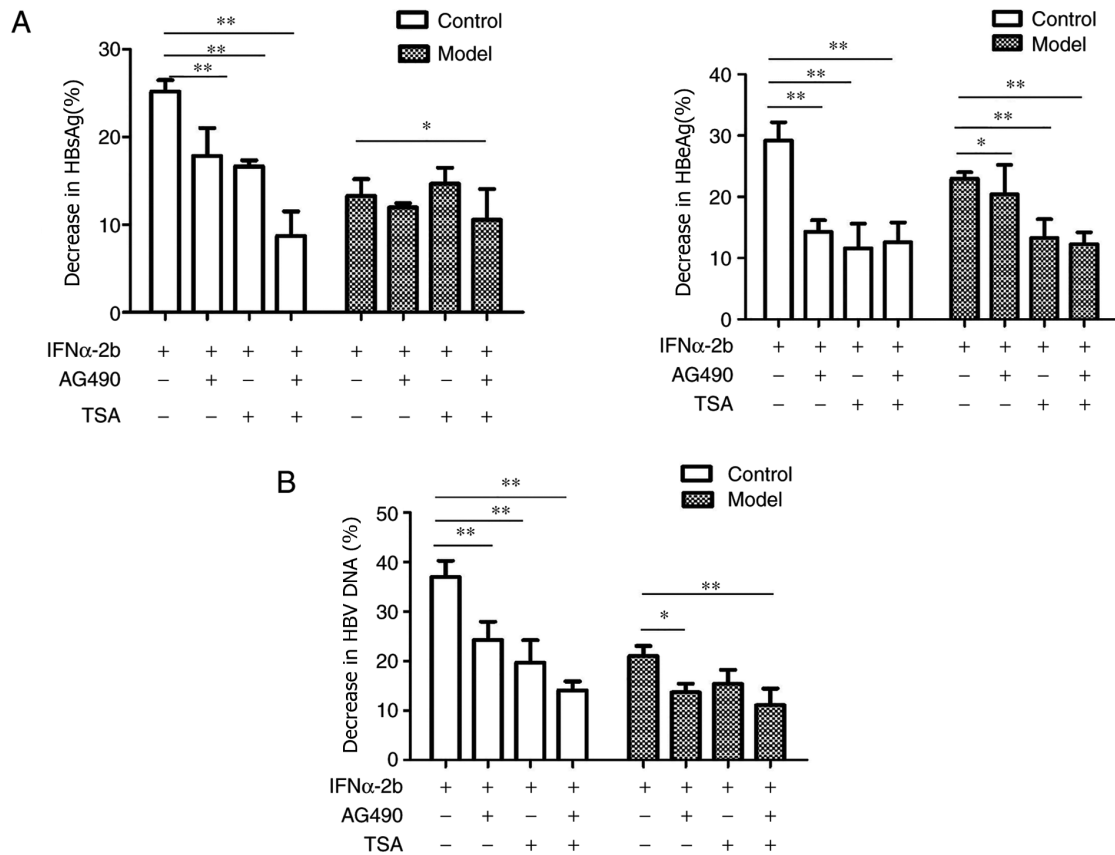 A
Control
Model
Decrease in HBsAg(%)
30
20
10
0
** ** **
*
IFNα-2b + + + + + + + +
AG490 – + – + – + – +
TSA – – + + – – + +
Control
Model
Decrease in HBeAg(%)
40
30
20
10
0
** ** **
** ** *
IFNα-2b + + + + + + + +
AG490 – + – + – + – +
TSA – – + + – – + +
B
Control
Model
Decrease in HBV DNA (%)
50
40
30
20
10
0
** ** **
** *
IFNα-2b + + + + + + + +
AG490 – + – + – + – +
TSA – – + + – – + +